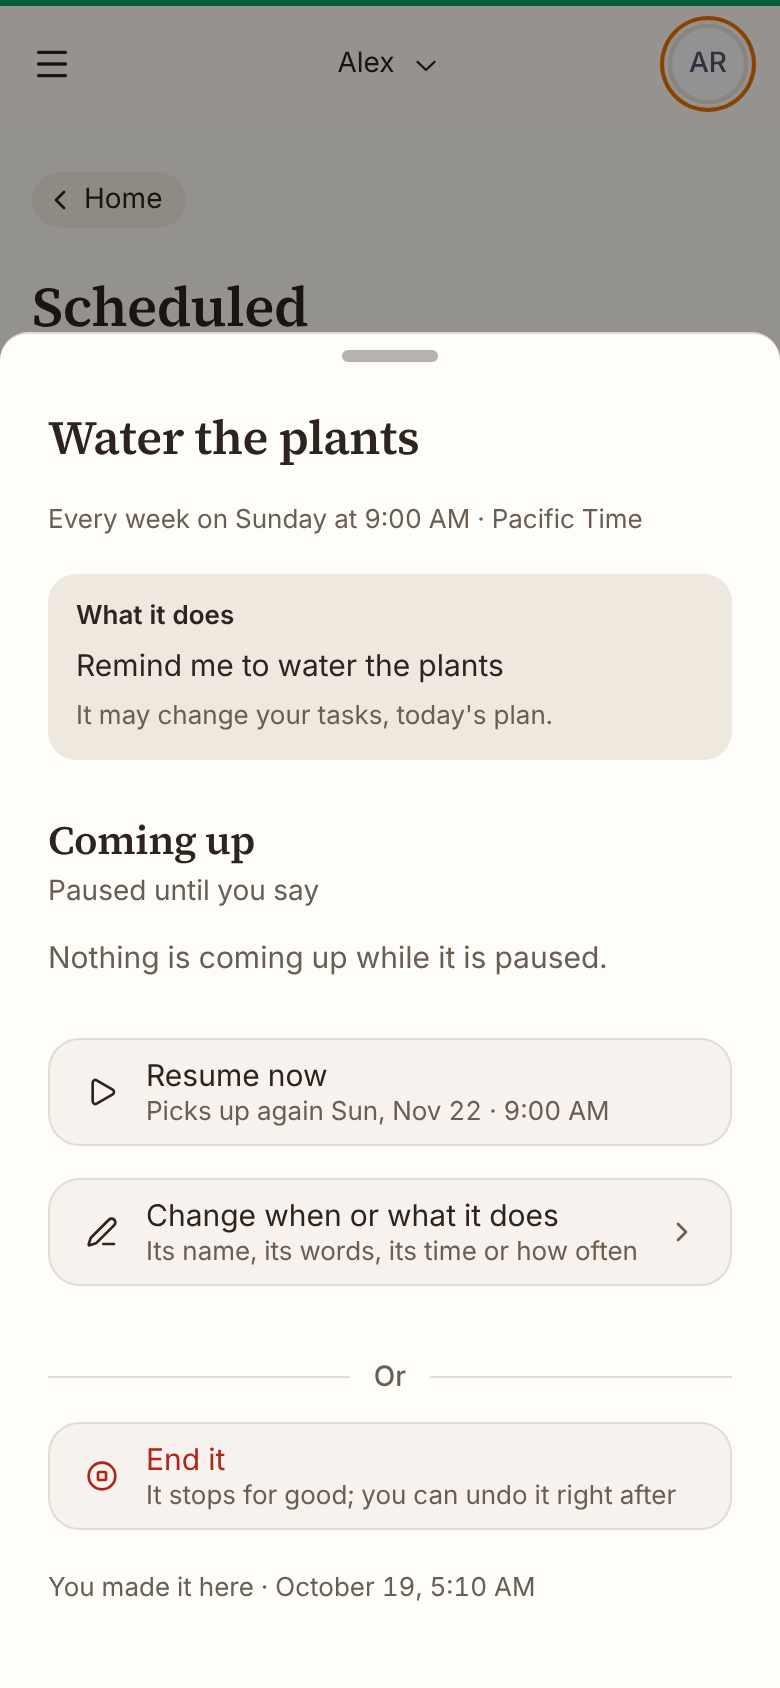 Alex
AR
Home
Scheduled
Water the plants
Every week on Sunday at 9:00 AM · Pacific Time
What it does
Remind me to water the plants
It may change your tasks, today's plan.
Coming up
Paused until you say
Nothing is coming up while it is paused.
Resume now
Picks up again Sun, Nov 22 · 9:00 AM
Change when or what it does
Its name, its words, its time or how often
Or
End it
It stops for good; you can undo it right after
You made it here · October 19, 5:10 AM